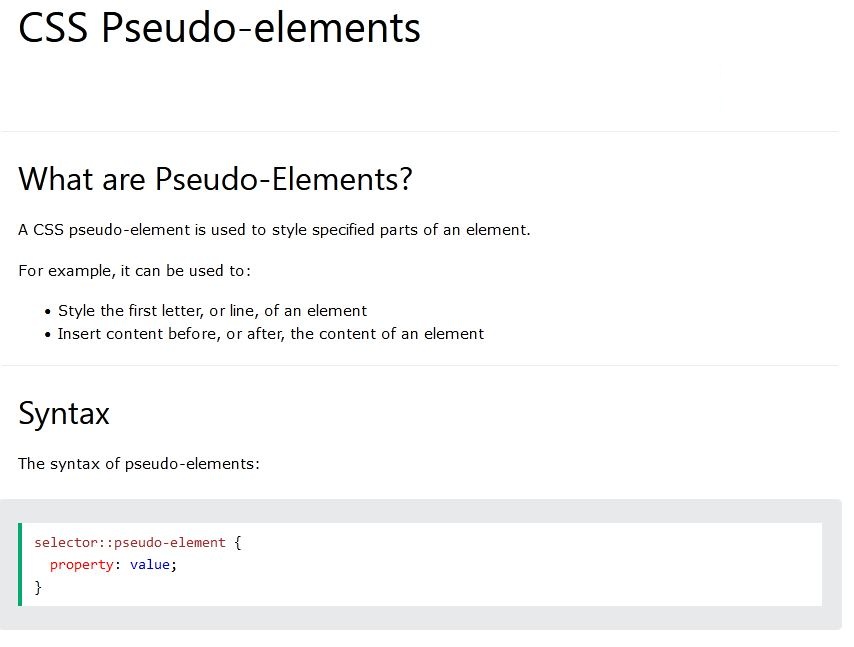 CSS Pseudo-elements
What are Pseudo-Elements?
A CSS pseudo-element is used to style specified parts of an element.
For example, it can be used to:
• Style the first letter, or line, of an element
• Insert content before, or after, the content of an element
Syntax
The syntax of pseudo-elements:
selector::pseudo-element {
  property: value;
}